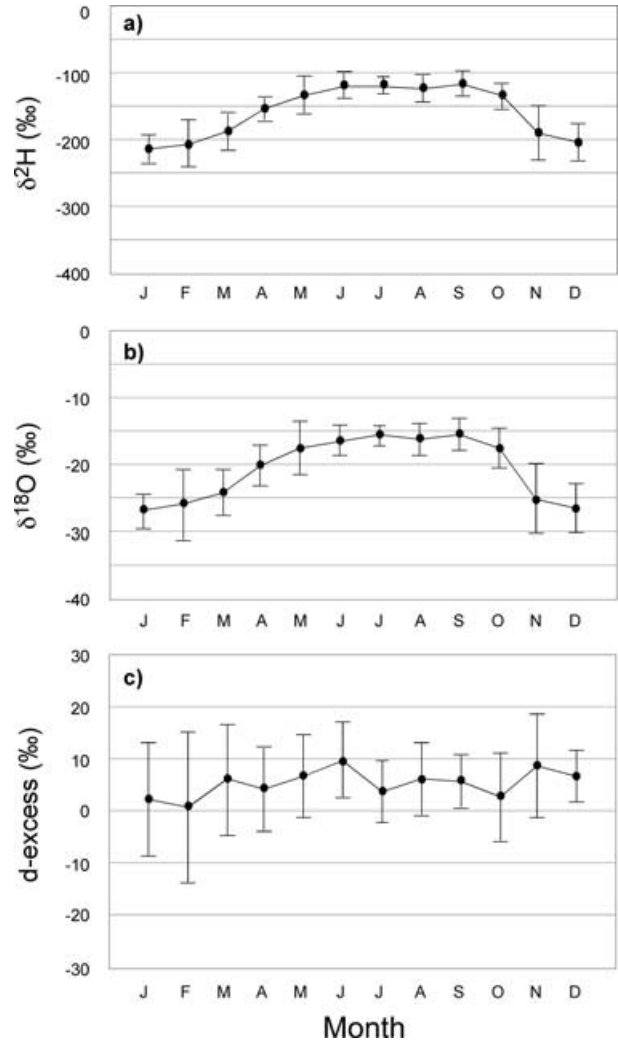 a)
δ²H (‰)
0
-100
-200
-300
-400
J F M A M J J A S O N D
b)
δ¹⁸O (‰)
0
-10
-20
-30
-40
J F M A M J J A S O N D
c)
d-excess (‰)
30
20
10
0
-10
-20
-30
J F M A M J J A S O N D
Month